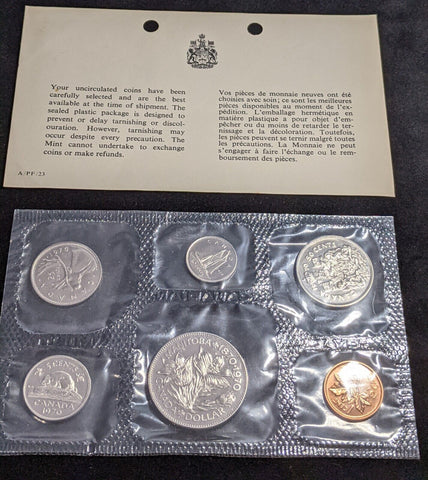 Your uncirculated coins have been
carefully selected and are the best
available at the time of shipment. The
sealed plastic package is designed to
prevent or delay tarnishing or discol-
ouration. However, tarnishing may
occur despite every precaution. The
Mint cannot undertake to exchange
coins or make refunds.
Vos pièces de monnaie neuves ont été
choisies avec soin; ce sont les meilleures
pièces disponibles au moment de l'ex-
pédition. L'emballage hermétique en
matière plastique a pour objet d'em-
pêcher ou du moins de retarder le ter-
nissage et la décoloration. Toutefois,
les pièces peuvent se ternir malgré toutes
les précautions. La Monnaie ne peut
s'engager à faire l'échange ou le rem-
boursement des pièces.
A/PF/23
50 CENTS
5 CENTS
CANADA
1970
MANITOBA 1870 1970
DOLLAR